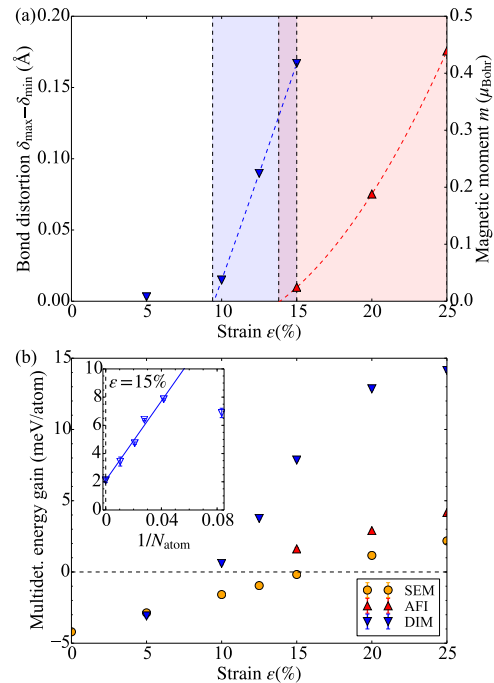 (a)
0.20
0.15
0.10
0.05
0.00
Bond distortion δmax−δmin (Å)
0.5
0.4
0.3
0.2
0.1
0.0
Magnetic moment m (μBohr)
0 5 10 15 20 25
Strain ε(%)
(b)
15
10
5
0
−5
Multidet. energy gain (meV/atom)
10
8
6
4
2
0
ε=15%
0 0.04 0.08
1/Natom
SEM
AFI
DIM
0 5 10 15 20 25
Strain ε(%)